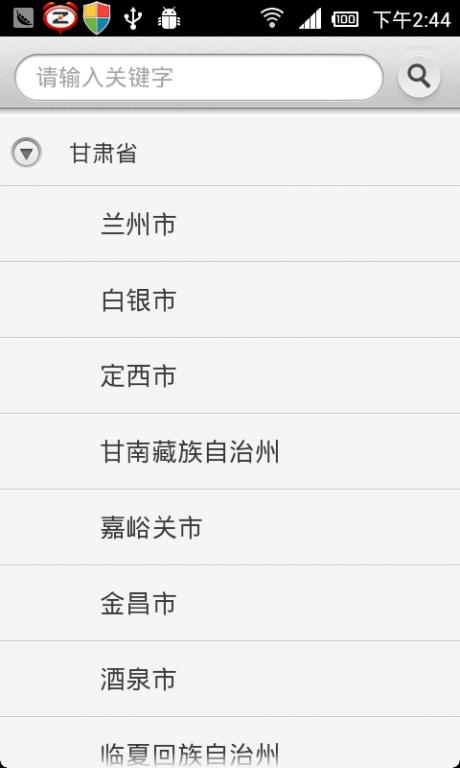 100 下午2:44
请输入关键字
甘肃省
兰州市
白银市
定西市
甘南藏族自治州
嘉峪关市
金昌市
酒泉市
临夏回族自治州